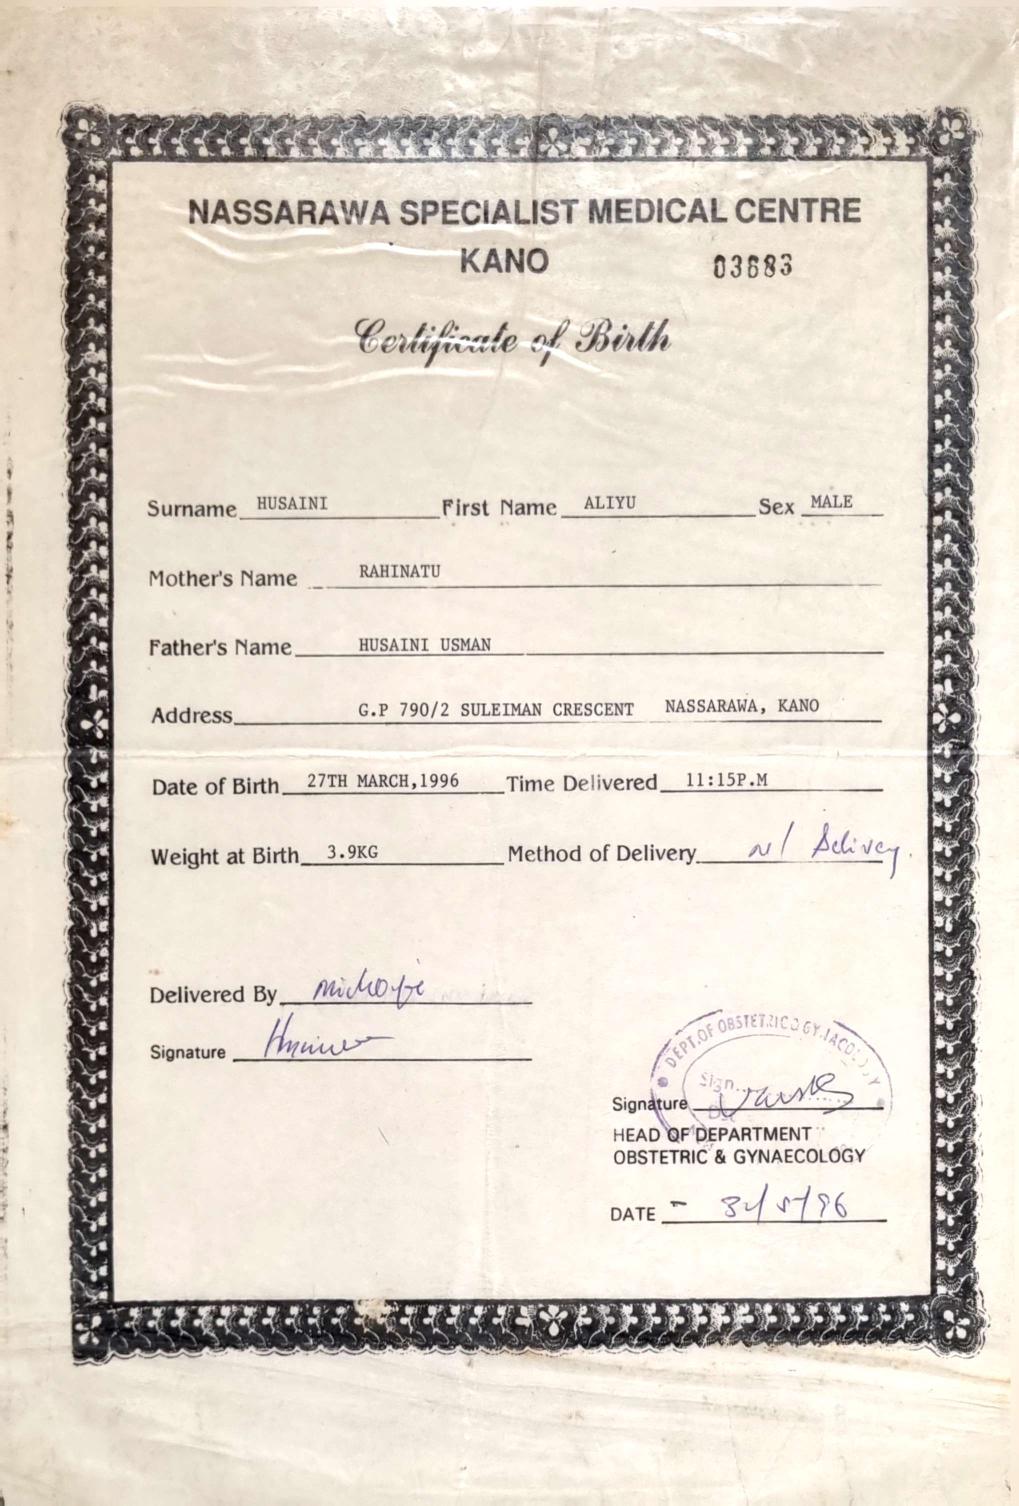 NASSARAWA SPECIALIST MEDICAL CENTRE
KANO 03683
Certificate of Birth
Surname HUSAINI First Name ALIYU Sex MALE
Mother's Name RAHINATU
Father's Name HUSAINI USMAN
Address G.P 790/2 SULEIMAN CRESCENT NASSARAWA, KANO
Date of Birth 27TH MARCH,1996 Time Delivered 11:15P.M
Weight at Birth 3.9KG Method of Delivery
Delivered By
Signature
DEPT.OF OBSTETRIC
Sign
Signature
HEAD OF DEPARTMENT
OBSTETRIC & GYNAECOLOGY
DATE